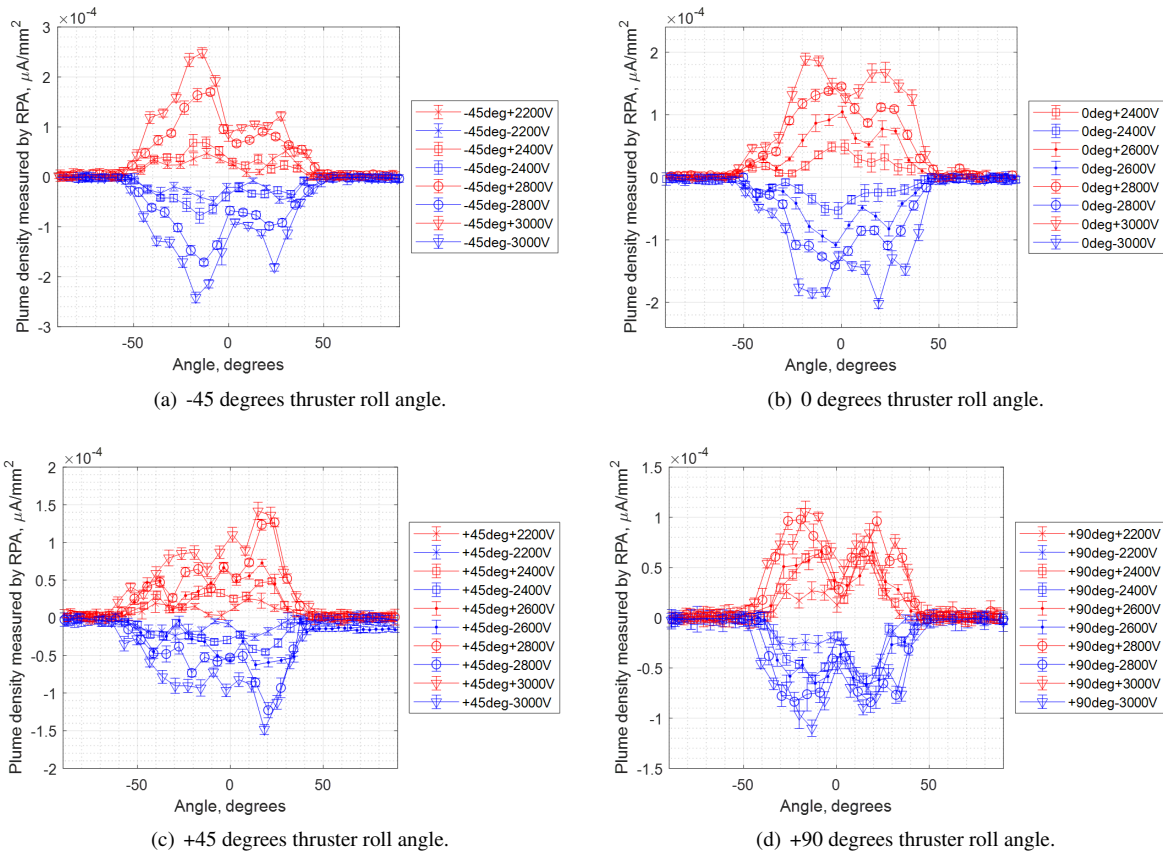 ×10⁻⁴
3
2
1
0
-1
-2
-3
-50
0
50
Plume density measured by RPA, μA/mm²
Angle, degrees
-45deg+2200V
-45deg-2200V
-45deg+2400V
-45deg-2400V
-45deg+2800V
-45deg-2800V
-45deg+3000V
-45deg-3000V
(a) -45 degrees thruster roll angle.
×10⁻⁴
2
1
0
-1
-2
-50
0
50
Plume density measured by RPA, μA/mm²
Angle, degrees
0deg+2400V
0deg-2400V
0deg+2600V
0deg-2600V
0deg+2800V
0deg-2800V
0deg+3000V
0deg-3000V
(b) 0 degrees thruster roll angle.
×10⁻⁴
2
1.5
1
0.5
0
-0.5
-1
-1.5
-2
-50
0
50
Plume density measured by RPA, μA/mm²
Angle, degrees
+45deg+2200V
+45deg-2200V
+45deg+2400V
+45deg-2400V
+45deg+2600V
+45deg-2600V
+45deg+2800V
+45deg-2800V
+45deg+3000V
+45deg-3000V
(c) +45 degrees thruster roll angle.
×10⁻⁴
1.5
1
0.5
0
-0.5
-1
-1.5
-50
0
50
Plume density measured by RPA, μA/mm²
Angle, degrees
+90deg+2200V
+90deg-2200V
+90deg+2400V
+90deg-2400V
+90deg+2600V
+90deg-2600V
+90deg+2800V
+90deg-2800V
+90deg+3000V
+90deg-3000V
(d) +90 degrees thruster roll angle.